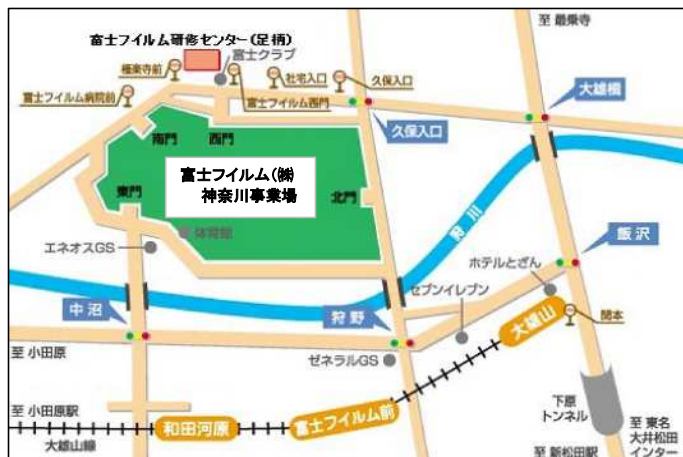 至 最乗寺
富士フイルム研修センター(足柄)
富士クラブ
極楽寺前
社宅入口
久保入口
富士フイルム病院前
富士フイルム西門
大雄橋
久保入口
南門
西門
富士フイルム(㈱
神奈川事業場
東門
北門
狩川
飯沢
体育館
エネオスGS
ホテルとざん
セブンイレブン
中沼
狩野
大雄山
関本
至 小田原
ゼネラルGS
下原
トンネル
至 小田原駅
和田河原
富士フイルム前
至 東名
大井松田
インター
大雄山線
至 新松田駅